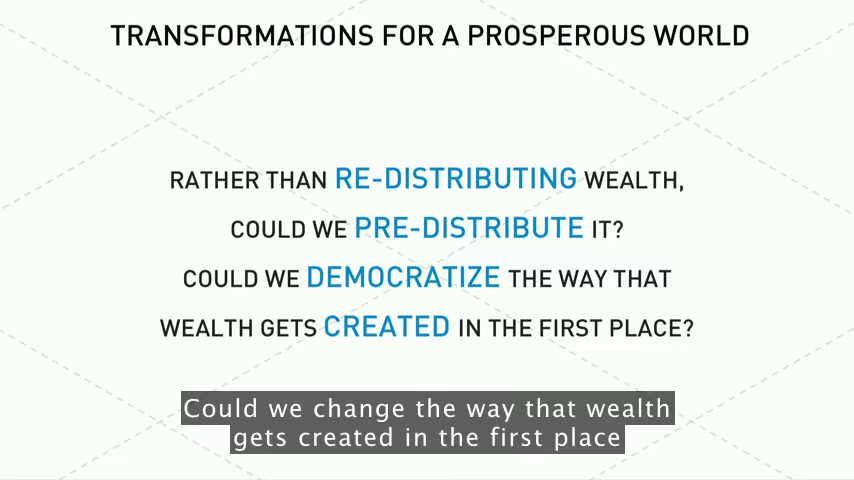 TRANSFORMATIONS FOR A PROSPEROUS WORLD
RATHER THAN RE-DISTRIBUTING WEALTH,
COULD WE PRE-DISTRIBUTE IT?
COULD WE DEMOCRATIZE THE WAY THAT
WEALTH GETS CREATED IN THE FIRST PLACE?
Could we change the way that wealth
gets created in the first place